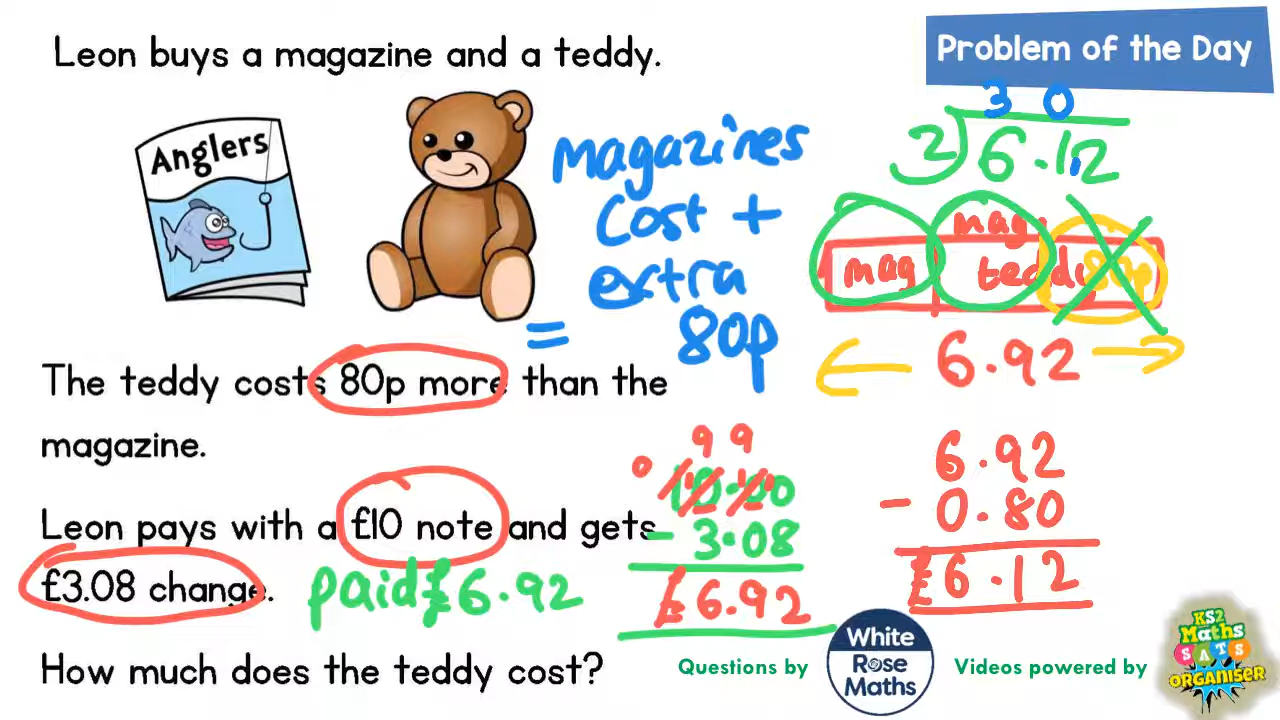 Leon buys a magazine and a teddy.
Problem of the Day
Anglers
magazines
cost +
extra
80p
=
3 0
2)6.12
mag
mag
teddy
80p
6.92
The teddy costs 80p more than the
magazine.
Leon pays with a £10 note and gets
£3.08 change.
paid £6.92
0 9 9
10.00
- 3.08
£6.92
6.92
- 0.80
£6.12
How much does the teddy cost?
Questions by
White
Rose
Maths
Videos powered by
KS2
Maths
SATS
ORGANISER